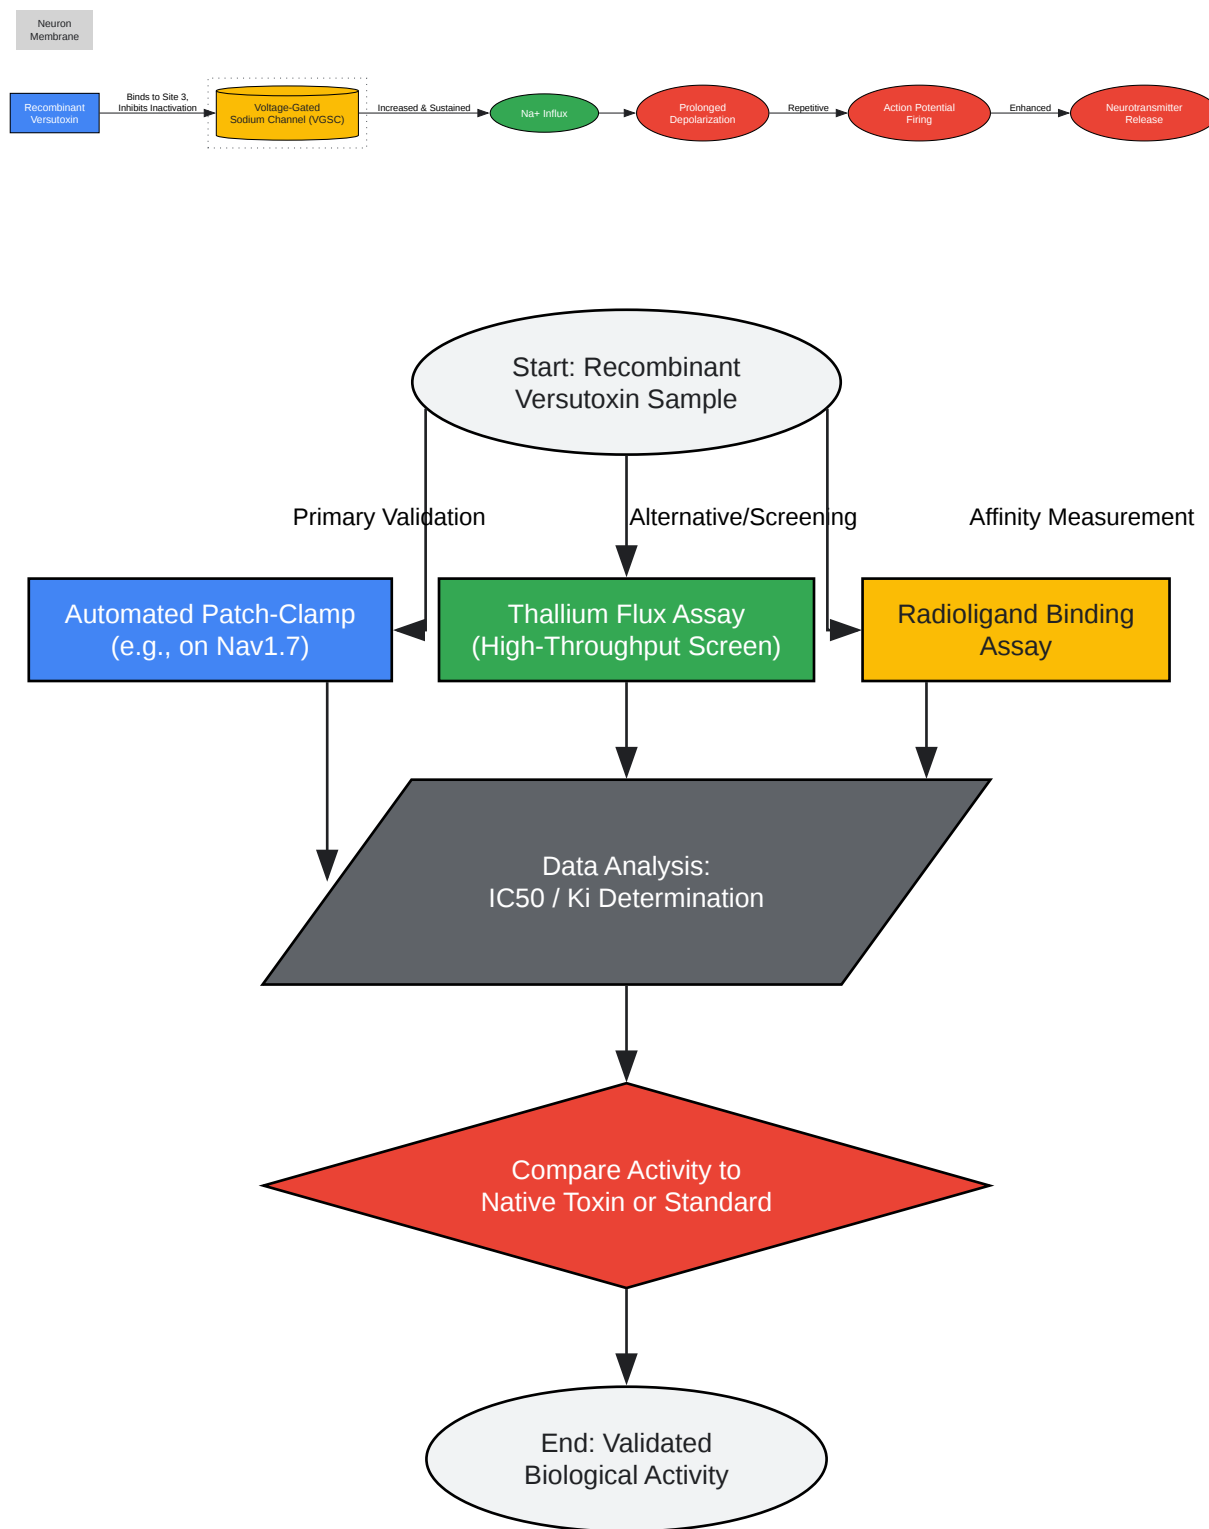 Neuron
Membrane
Recombinant
Versutoxin
Binds to Site 3,
Inhibits Inactivation
Voltage-Gated
Sodium Channel (VGSC)
Increased & Sustained
Na+ Influx
Prolonged
Depolarization
Repetitive
Action Potential
Firing
Enhanced
Neurotransmitter
Release
Start: Recombinant
Versutoxin Sample
Primary Validation
Alternative/Screening
Affinity Measurement
Automated Patch-Clamp
(e.g., on Nav1.7)
Thallium Flux Assay
(High-Throughput Screen)
Radioligand Binding
Assay
Data Analysis:
IC50 / Ki Determination
Compare Activity to
Native Toxin or Standard
End: Validated
Biological Activity